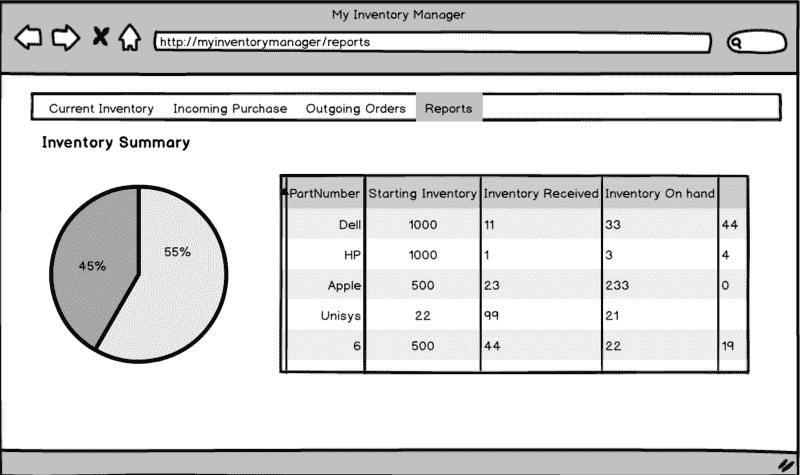 My Inventory Manager
http://myinventorymanager/reports
Current Inventory Incoming Purchase Outgoing Orders Reports
Inventory Summary
PartNumber Starting Inventory Inventory Received Inventory On hand
Dell 1000 11 33 44
HP 1000 1 3 4
Apple 500 23 233 0
Unisys 22 99 21
6 500 44 22 19
55%
45%